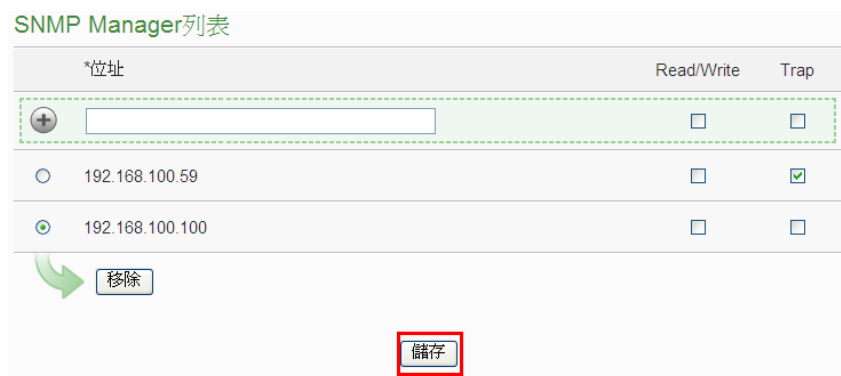 SNMP Manager列表
*位址 Read/Write Trap
192.168.100.59
192.168.100.100
移除
儲存